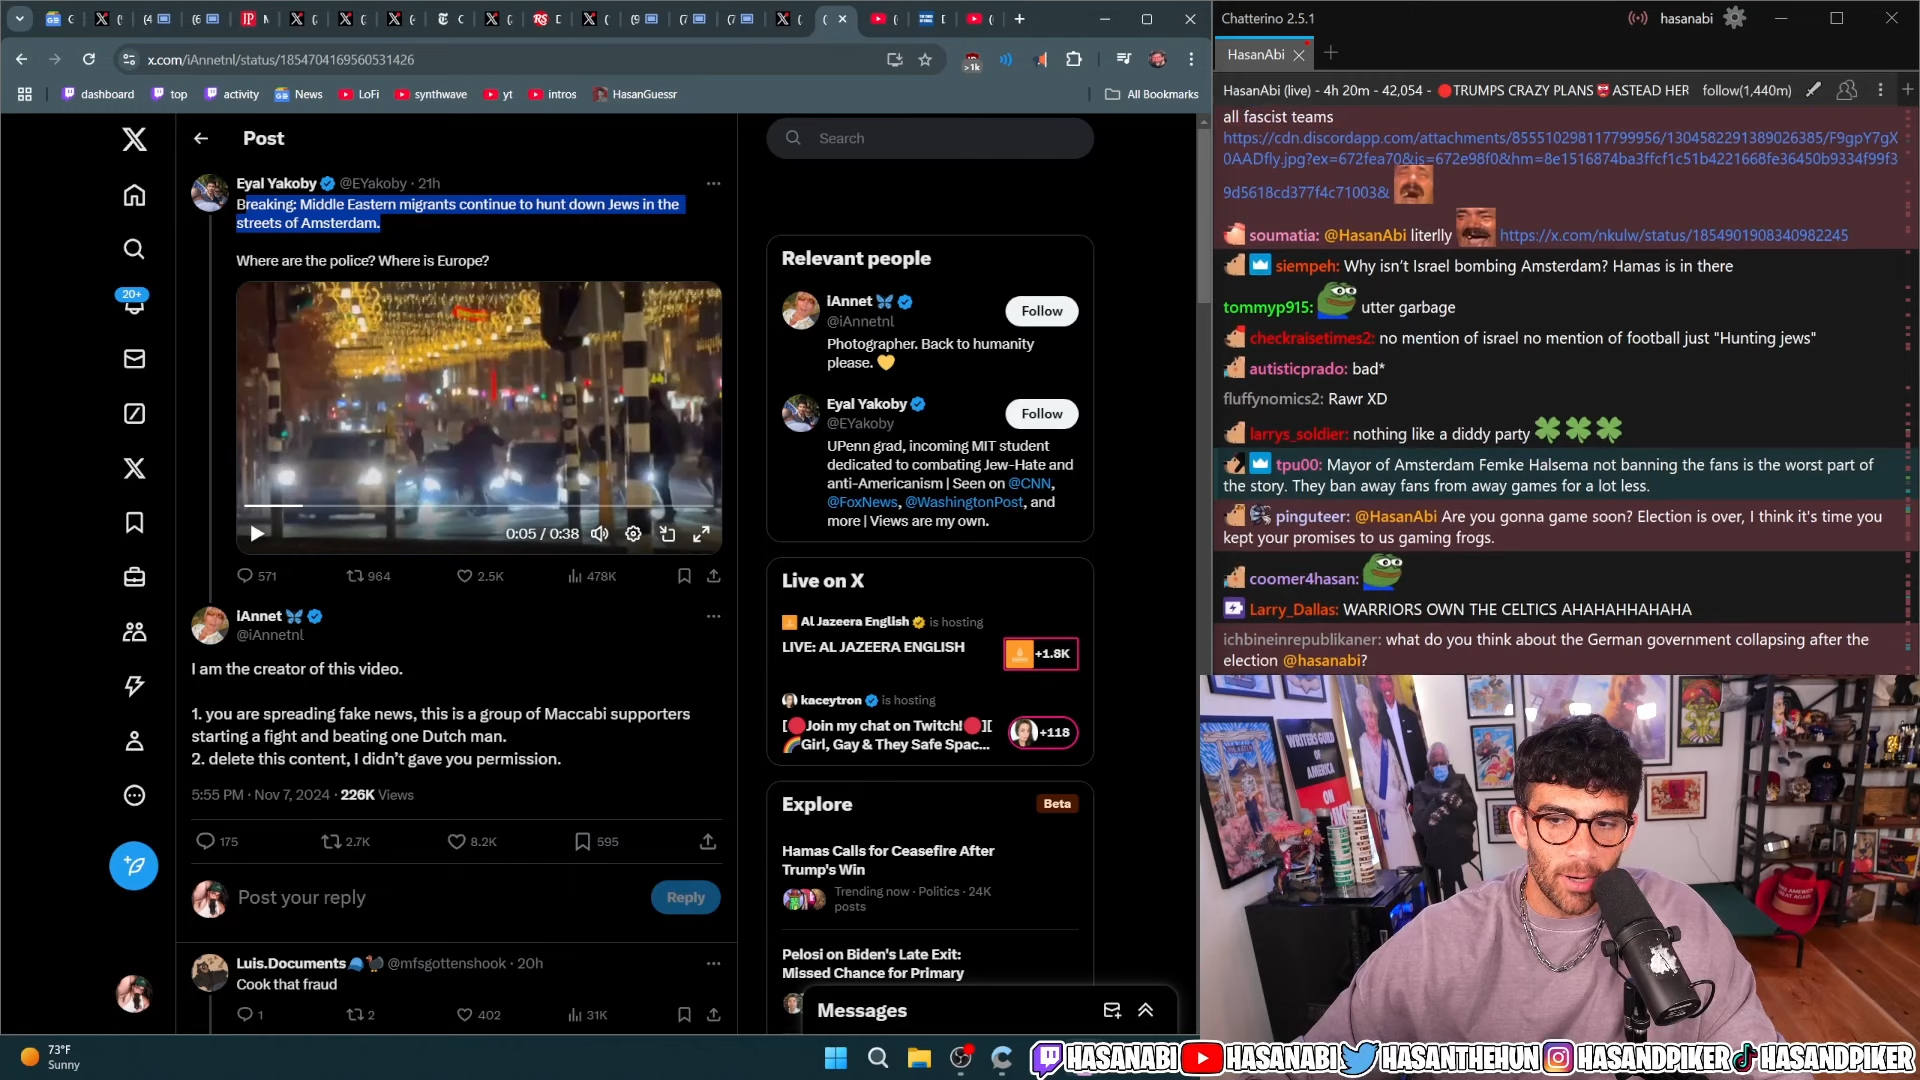 x.com/iAnnetnl/status/1854704169560531426
>1k
dashboard
top
activity
News
LoFi
synthwave
yt
intros
HasanGuessr
All Bookmarks
20+
Post
Eyal Yakoby @EYakoby · 21h
Breaking: Middle Eastern migrants continue to hunt down Jews in the
streets of Amsterdam.
Where are the police? Where is Europe?
0:05 / 0:38
571
964
2.5K
478K
iAnnet
@iAnnetnl
I am the creator of this video.
1. you are spreading fake news, this is a group of Maccabi supporters
starting a fight and beating one Dutch man.
2. delete this content, I didn't gave you permission.
5:55 PM · Nov 7, 2024 · 226K Views
175
2.7K
8.2K
595
Post your reply
Reply
Luis.Documents @mfsgottenshook · 20h
Cook that fraud
1
2
402
31K
Search
Relevant people
iAnnet
@iAnnetnl
Follow
Photographer. Back to humanity
please.
Eyal Yakoby
@EYakoby
Follow
UPenn grad, incoming MIT student
dedicated to combating Jew-Hate and
anti-Americanism | Seen on @CNN,
@FoxNews, @WashingtonPost, and
more | Views are my own.
Live on X
Al Jazeera English is hosting
LIVE: AL JAZEERA ENGLISH
+1.8K
kaceytron is hosting
[🔴Join my chat on Twitch!🔴][
🌈Girl, Gay & They Safe Spac...
+118
Explore
Beta
Hamas Calls for Ceasefire After
Trump's Win
Trending now · Politics · 24K
posts
Pelosi on Biden's Late Exit:
Missed Chance for Primary
Messages
Chatterino 2.5.1
hasanabi
HasanAbi
HasanAbi (live) - 4h 20m - 42,054 - 🔴TRUMPS CRAZY PLANS ASTEAD HER
follow(1,440m)
all fascist teams
https://cdn.discordapp.com/attachments/855510298117799956/1304582291389026385/F9gpY7gX
0AADfly.jpg?ex=672fea70&is=672e98f0&hm=8e1516874ba3ffcf1c51b4221668fe36450b9334f99f3
9d5618cd377f4c71003&
soumatia: @HasanAbi literlly https://x.com/nkulw/status/1854901908340982245
siempeh: Why isn't Israel bombing Amsterdam? Hamas is in there
tommyp915: utter garbage
checkraisetimes2: no mention of israel no mention of football just "Hunting jews"
autisticprado: bad*
fluffynomics2: Rawr XD
larrys_soldier: nothing like a diddy party
tpu00: Mayor of Amsterdam Femke Halsema not banning the fans is the worst part of
the story. They ban away fans from away games for a lot less.
pinguteer: @HasanAbi Are you gonna game soon? Election is over, I think it's time you
kept your promises to us gaming frogs.
coomer4hasan:
Larry_Dallas: WARRIORS OWN THE CELTICS AHAHAHHAHAHA
ichbineinrepublikaner: what do you think about the German government collapsing after the
election @hasanabi?
WRITERS GUILD
OF
AMERICA
ON
73°F
Sunny
HASANABI
HASANABI
HASANTHEHUN
HASANDPIKER
HASANDPIKER